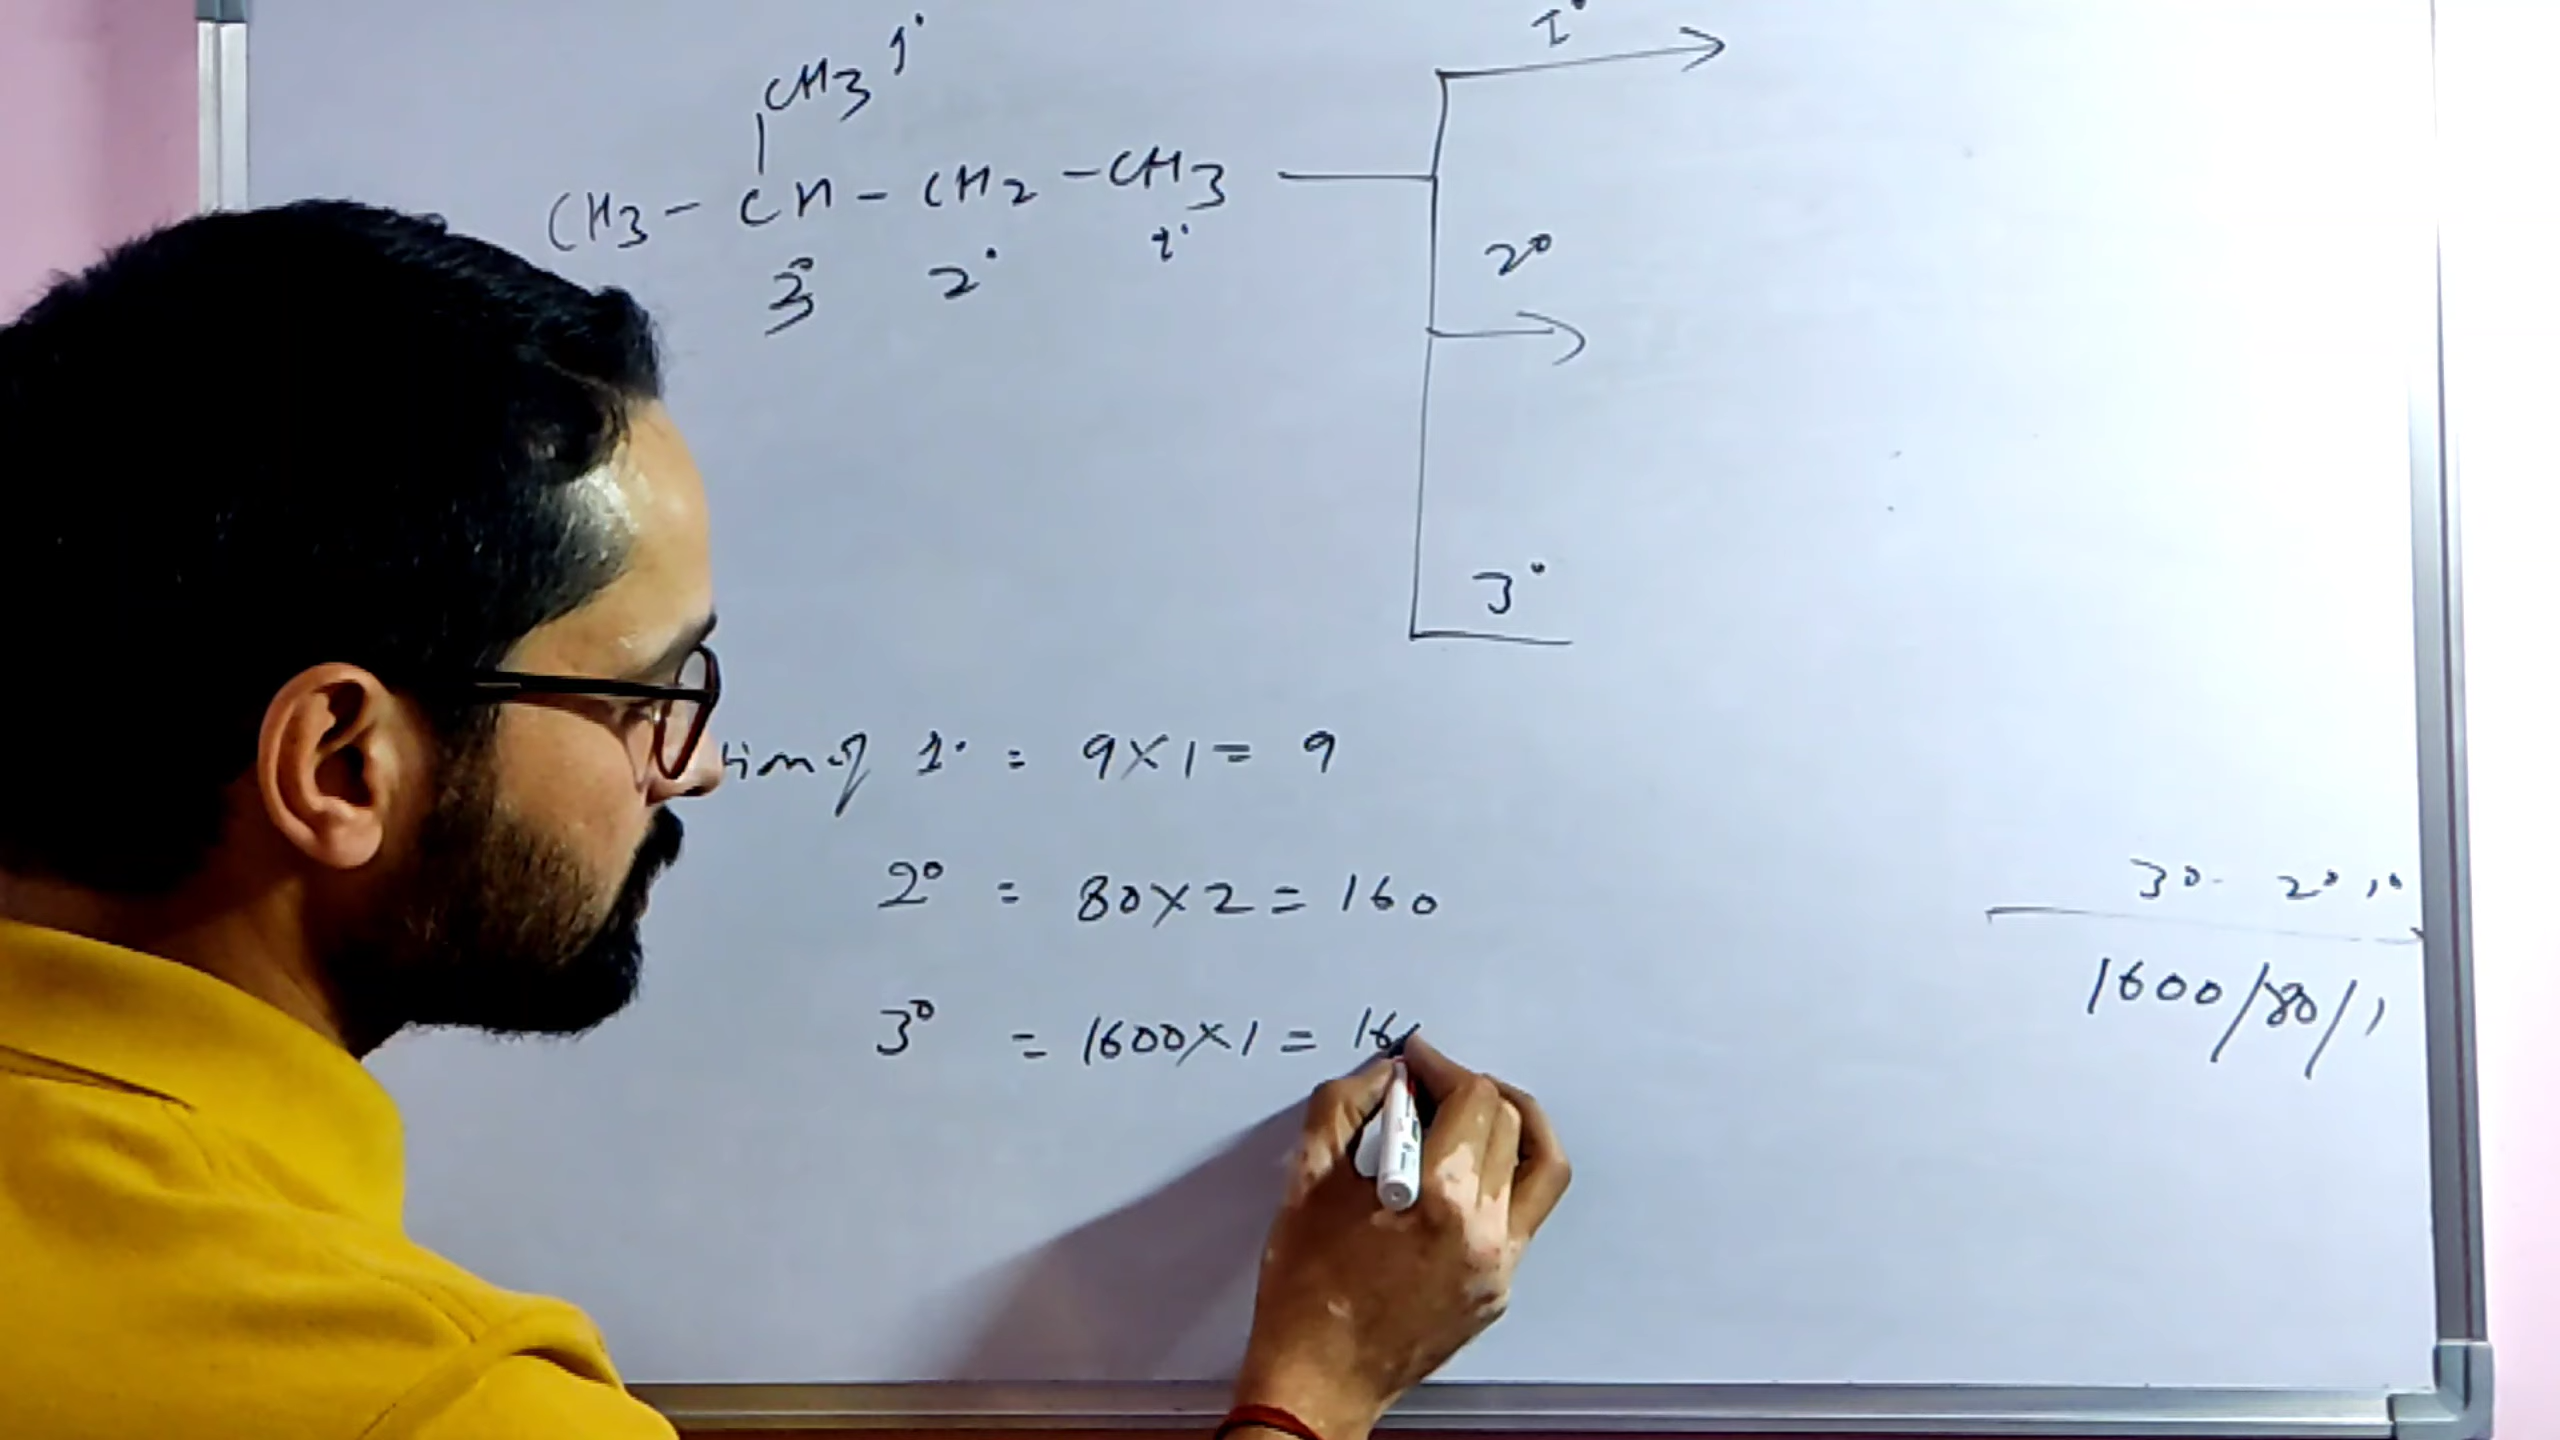 CH3 1°
I°
CH3 - CH - CH2 - CH3
3° 2° 1°
2°
3°
1° = 9×1 = 9
2° = 80×2 = 160
3° 2° 1°
1600/80/1
3° = 1600×1 = 16